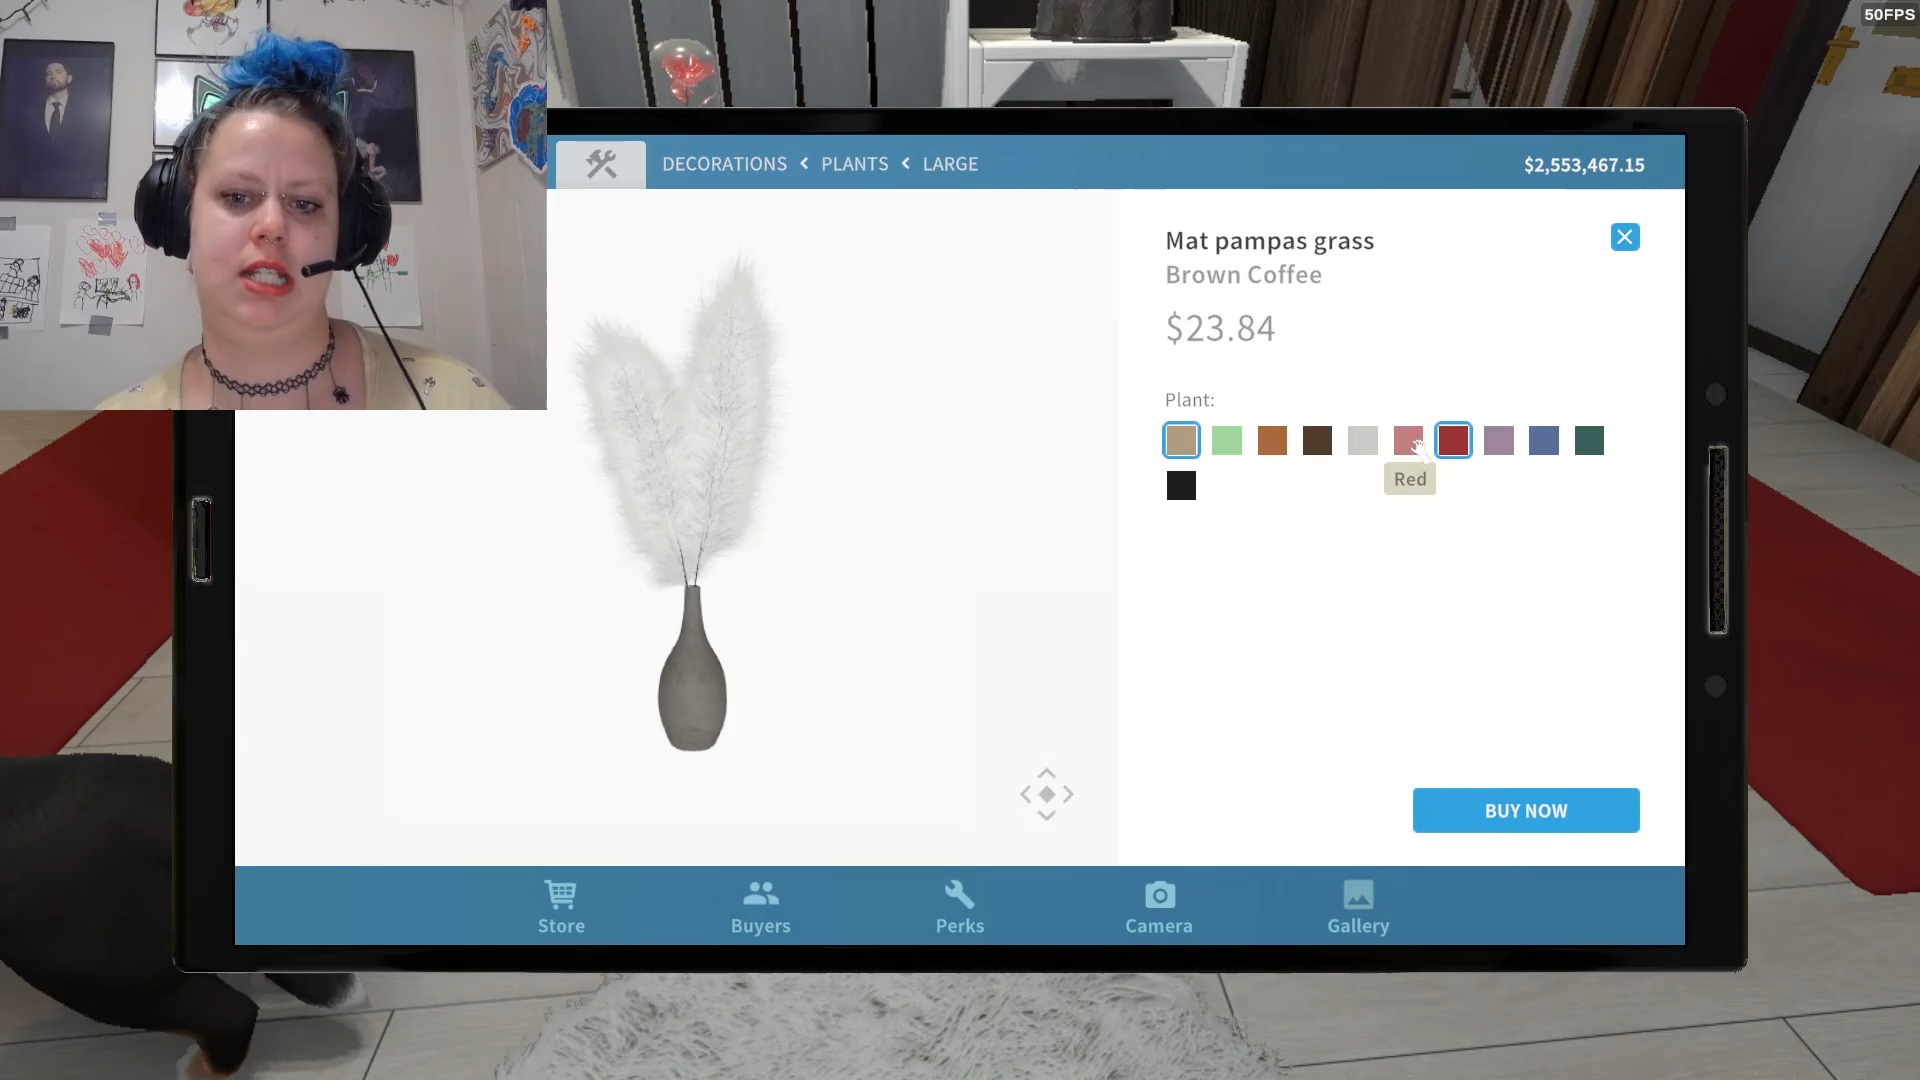 50FPS
DECORATIONS < PLANTS < LARGE
$2,553,467.15
Mat pampas grass
Brown Coffee
$23.84
Plant:
Red
BUY NOW
Store
Buyers
Perks
Camera
Gallery